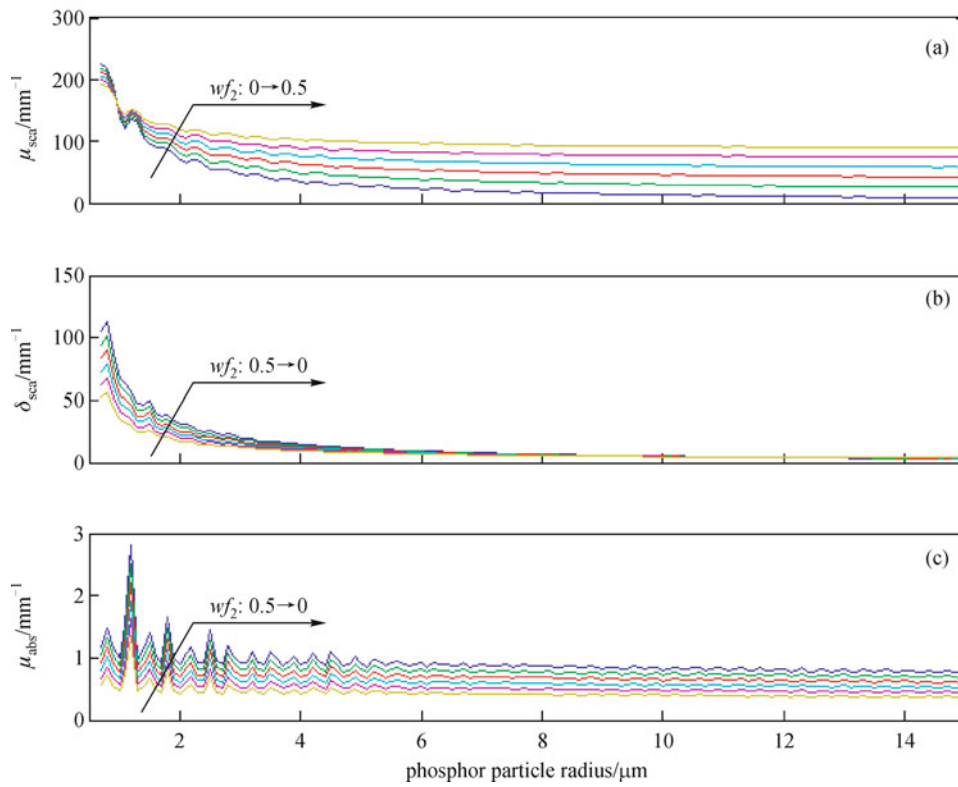 300
200
100
0
μsca/mm⁻¹
wf₂: 0→0.5
(a)
150
100
50
0
δsca/mm⁻¹
wf₂: 0.5→0
(b)
3
2
1
0
μabs/mm⁻¹
wf₂: 0.5→0
(c)
2 4 6 8 10 12 14
phosphor particle radius/μm